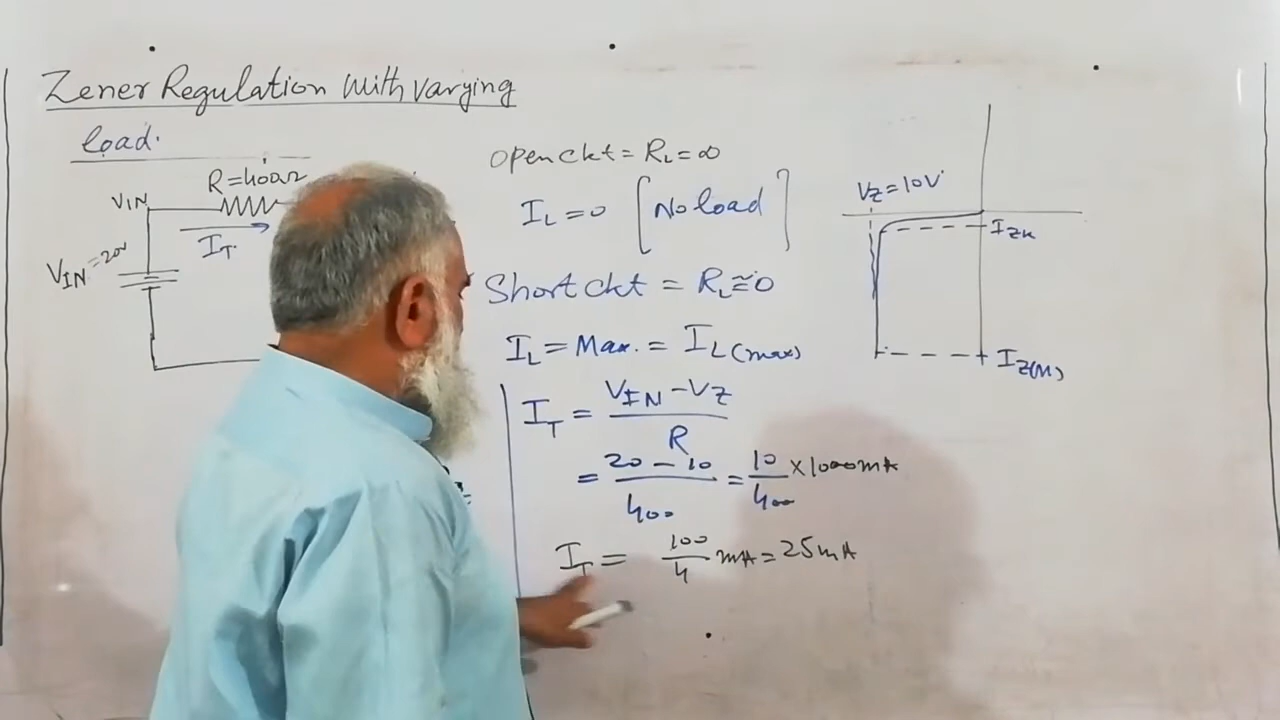 Zener Regulation with varying
load.
R=400Ω
VIN
IT.
VIN=20V
Open ckt = RL=∞
IL=0 [No load]
Short ckt = RL≅0
IL = Max. = IL(max)
IT = VIN-VZ / R
= 20-10 / 400 = 10/400 ×1000mA
IT = 100/4 mA = 25mA
VZ=10V
IZK
IZ(M)